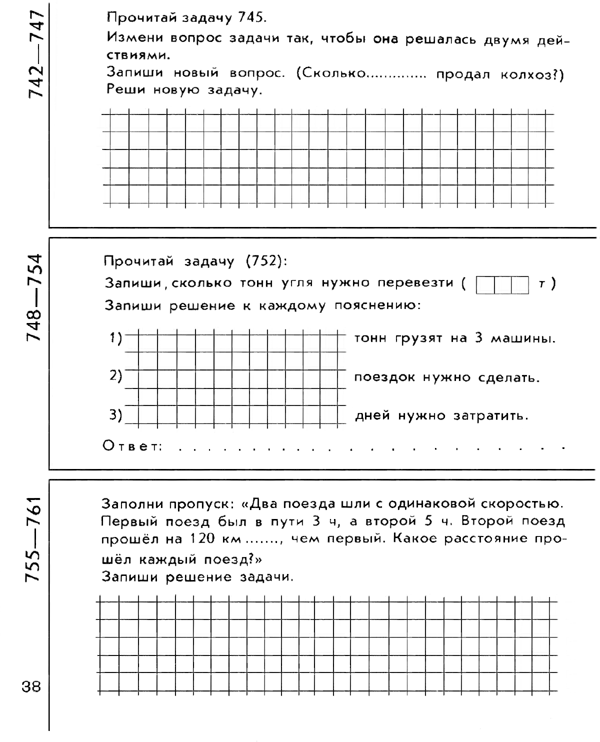 742—747
Прочитай задачу 745.
Измени вопрос задачи так, чтобы она решалась двумя дей-
ствиями.
Запиши новый вопрос. (Сколько.............. продал колхоз?)
Реши новую задачу.
748—754
Прочитай задачу (752):
Запиши, сколько тонн угля нужно перевезти ( т )
Запиши решение к каждому пояснению:
1) тонн грузят на 3 машины.
2) поездок нужно сделать.
3) дней нужно затратить.
Ответ: . . . . . . . . . . . . . . . . . . . . . .
755—761
Заполни пропуск: «Два поезда шли с одинаковой скоростью.
Первый поезд был в пути 3 ч, а второй 5 ч. Второй поезд
прошёл на 120 км ......., чем первый. Какое расстояние про-
шёл каждый поезд?»
Запиши решение задачи.
38